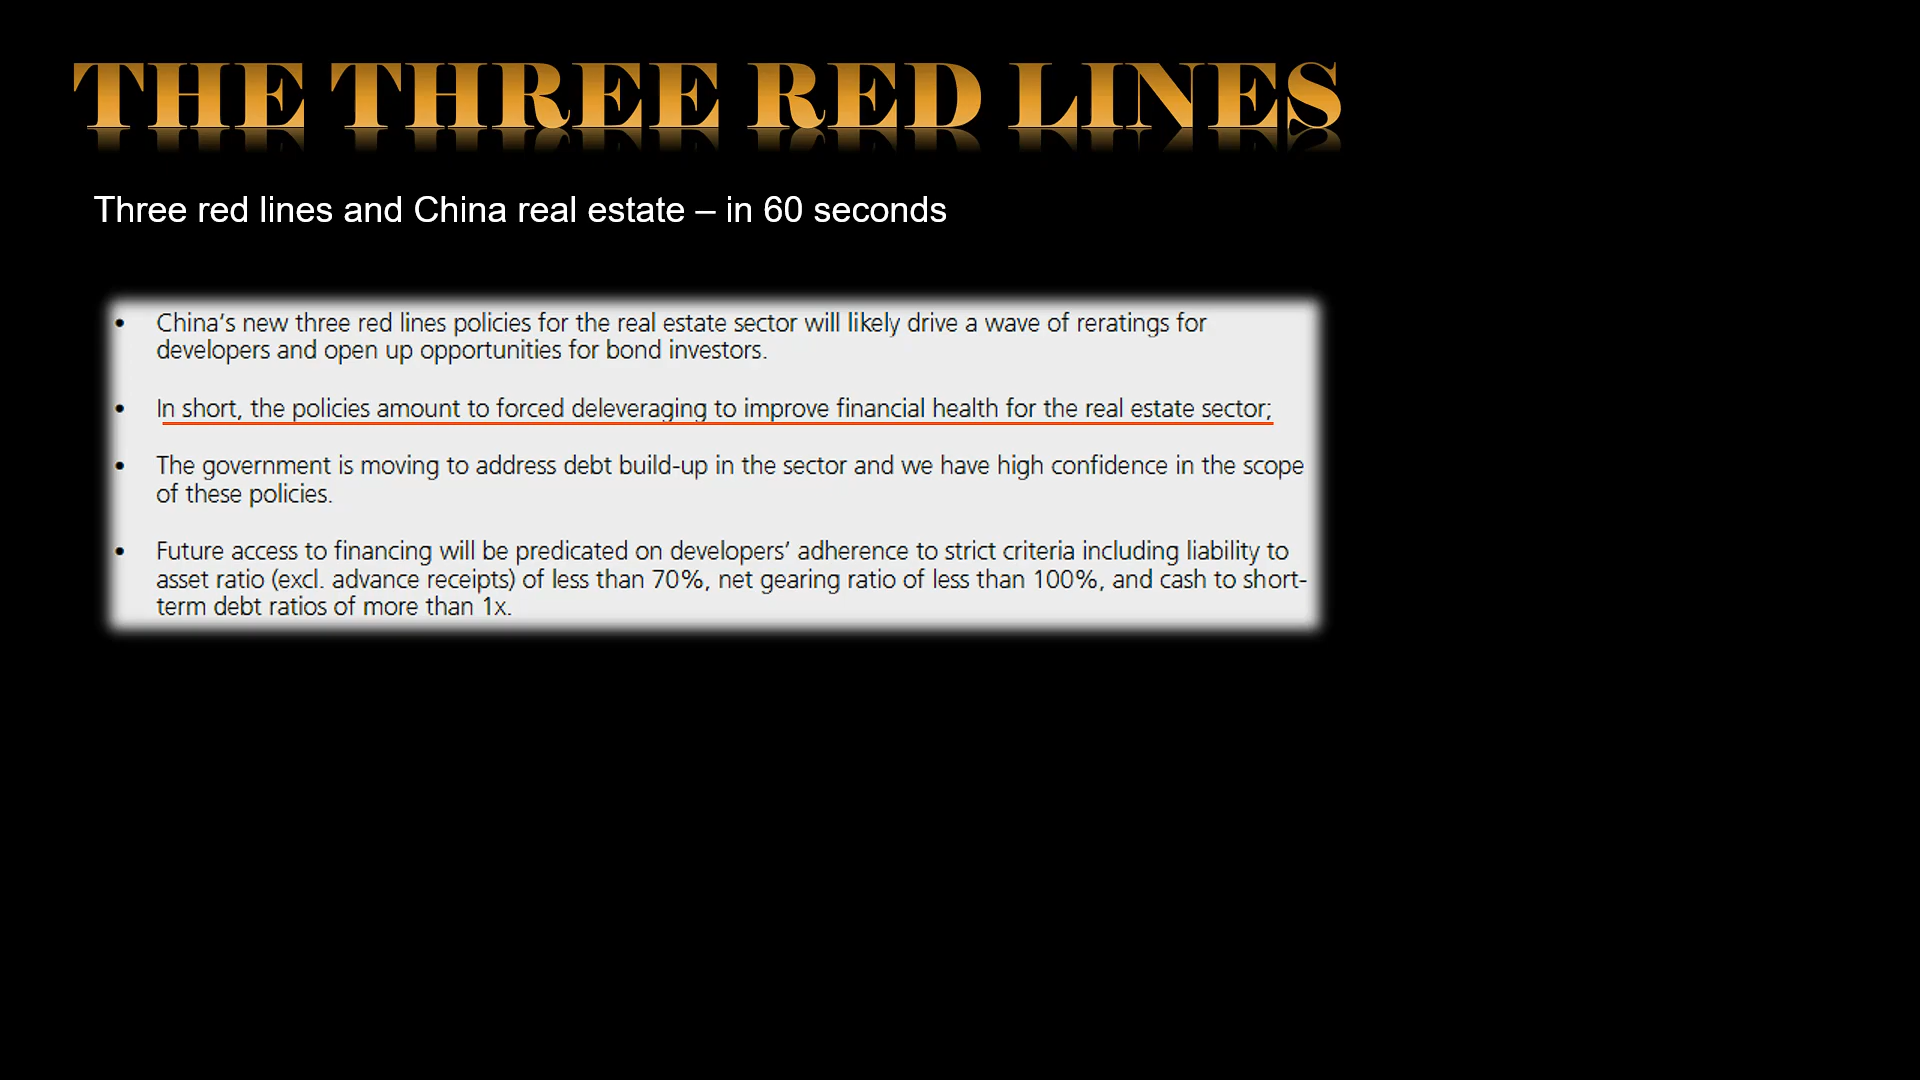 THE THREE RED LINES
Three red lines and China real estate – in 60 seconds
• China’s new three red lines policies for the real estate sector will likely drive a wave of reratings for
developers and open up opportunities for bond investors.
• In short, the policies amount to forced deleveraging to improve financial health for the real estate sector;
• The government is moving to address debt build-up in the sector and we have high confidence in the scope
of these policies.
• Future access to financing will be predicated on developers’ adherence to strict criteria including liability to
asset ratio (excl. advance receipts) of less than 70%, net gearing ratio of less than 100%, and cash to short-
term debt ratios of more than 1x.